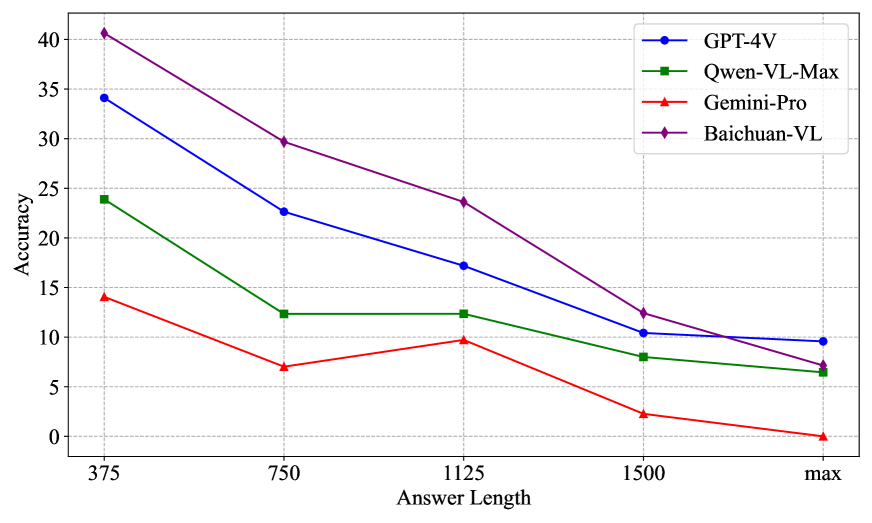 40
35
30
25
20
15
10
5
0
Accuracy
375 750 1125 1500 max
Answer Length
GPT-4V
Qwen-VL-Max
Gemini-Pro
Baichuan-VL